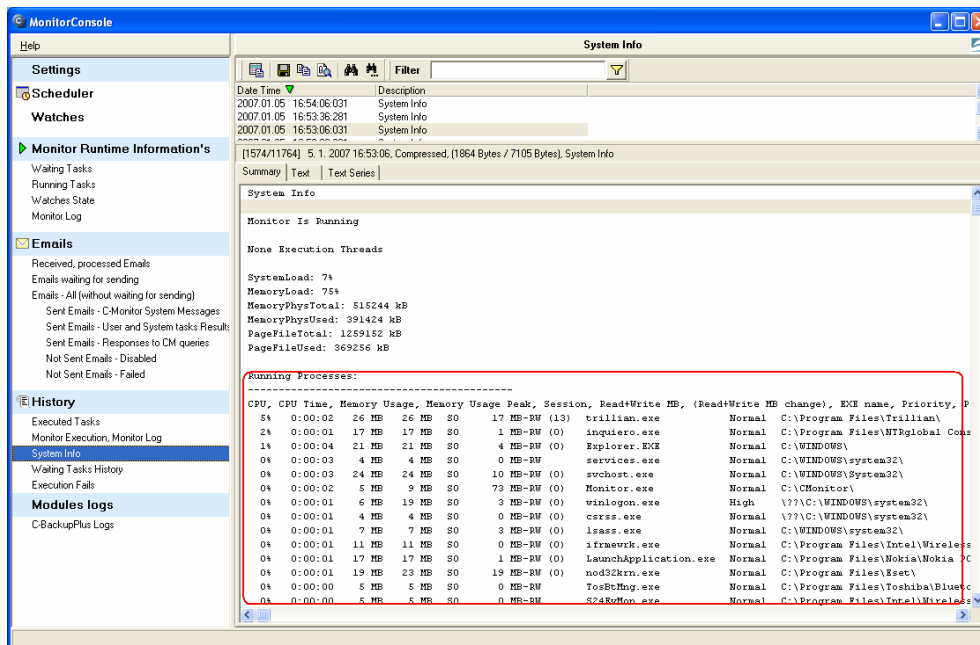 MonitorConsole
Help
System Info
Settings
Scheduler
Watches
Monitor Runtime Information's
Waiting Tasks
Running Tasks
Watches State
Monitor Log
Emails
Received, processed Emails
Emails waiting for sending
Emails - All (without waiting for sending)
Sent Emails - C-Monitor System Messages
Sent Emails - User and System tasks Results
Sent Emails - Responses to CM queries
Not Sent Emails - Disabled
Not Sent Emails - Failed
History
Executed Tasks
Monitor Execution, Monitor Log
System Info
Waiting Tasks History
Execution Fails
Modules logs
C-BackupPlus Logs
Filter
Date Time Description
2007.01.05 16:54:06:031 System Info
2007.01.05 16:53:36:281 System Info
2007.01.05 16:53:06:031 System Info
[1574/11764] 5. 1. 2007 16:53:06, Compressed, (1864 Bytes / 7105 Bytes), System Info
Summary Text Text Series
System Info
Monitor Is Running
None Execution Threads
SystemLoad: 7%
MemoryLoad: 75%
MemoryPhysTotal: 515244 kB
MemoryPhysUsed: 391424 kB
PageFileTotal: 1259152 kB
PageFileUsed: 369256 kB
Running Processes:
--------------------------------------------
CPU, CPU Time, Memory Usage, Memory Usage Peak, Session, Read+Write MB, (Read+Write MB change), EXE name, Priority, P
5% 0:00:02 26 MB 26 MB S0 17 MB-RW (13) trillian.exe Normal C:\Program Files\Trillian\
2% 0:00:01 17 MB 17 MB S0 1 MB-RW (0) inquiero.exe Normal C:\Program Files\NTRglobal Cons
1% 0:00:04 21 MB 21 MB S0 4 MB-RW (0) Explorer.EXE Normal C:\WINDOWS\
0% 0:00:03 4 MB 4 MB S0 0 MB-RW services.exe Normal C:\WINDOWS\system32\
0% 0:00:03 24 MB 24 MB S0 10 MB-RW (0) svchost.exe Normal C:\WINDOWS\System32\
0% 0:00:02 5 MB 9 MB S0 73 MB-RW (0) Monitor.exe Normal C:\CMonitor\
0% 0:00:01 6 MB 19 MB S0 3 MB-RW (0) winlogon.exe High \??\C:\WINDOWS\system32\
0% 0:00:01 4 MB 4 MB S0 0 MB-RW (0) csrss.exe Normal \??\C:\WINDOWS\system32\
0% 0:00:01 7 MB 7 MB S0 3 MB-RW (0) lsass.exe Normal C:\WINDOWS\system32\
0% 0:00:01 11 MB 11 MB S0 0 MB-RW (0) ifrmewrk.exe Normal C:\Program Files\Intel\Wireless
0% 0:00:01 17 MB 17 MB S0 1 MB-RW (0) LaunchApplication.exe Normal C:\Program Files\Nokia\Nokia PC
0% 0:00:01 19 MB 23 MB S0 19 MB-RW (0) nod32krn.exe Normal C:\Program Files\Eset\
0% 0:00:00 5 MB 5 MB S0 0 MB-RW TosBtMng.exe Normal C:\Program Files\Toshiba\Blueto
0% 0:00:00 5 MB 5 MB S0 0 MB-RW S24EvMon.exe Normal C:\Program Files\Intel\Wireless